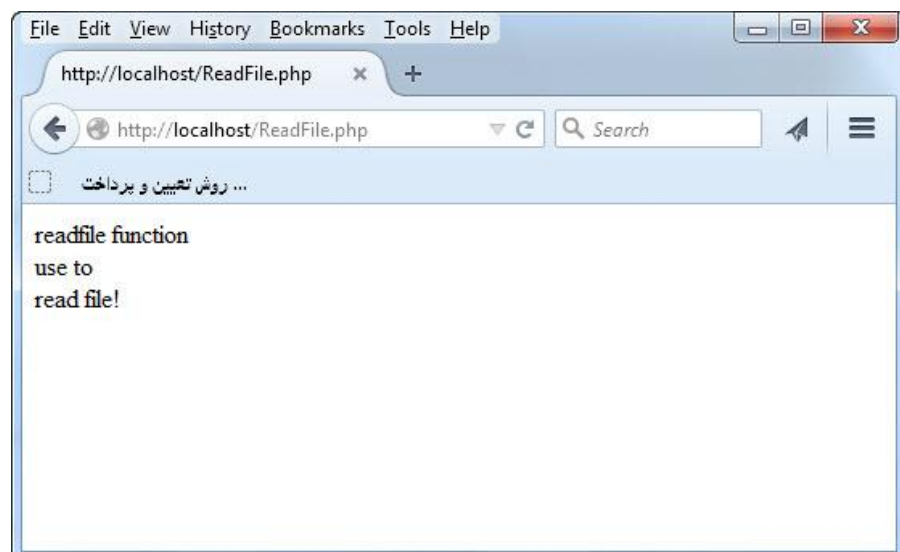 File Edit View History Bookmarks Tools Help
http://localhost/ReadFile.php
http://localhost/ReadFile.php Search
روش تعیین و پرداخت ...
readfile function
use to
read file!